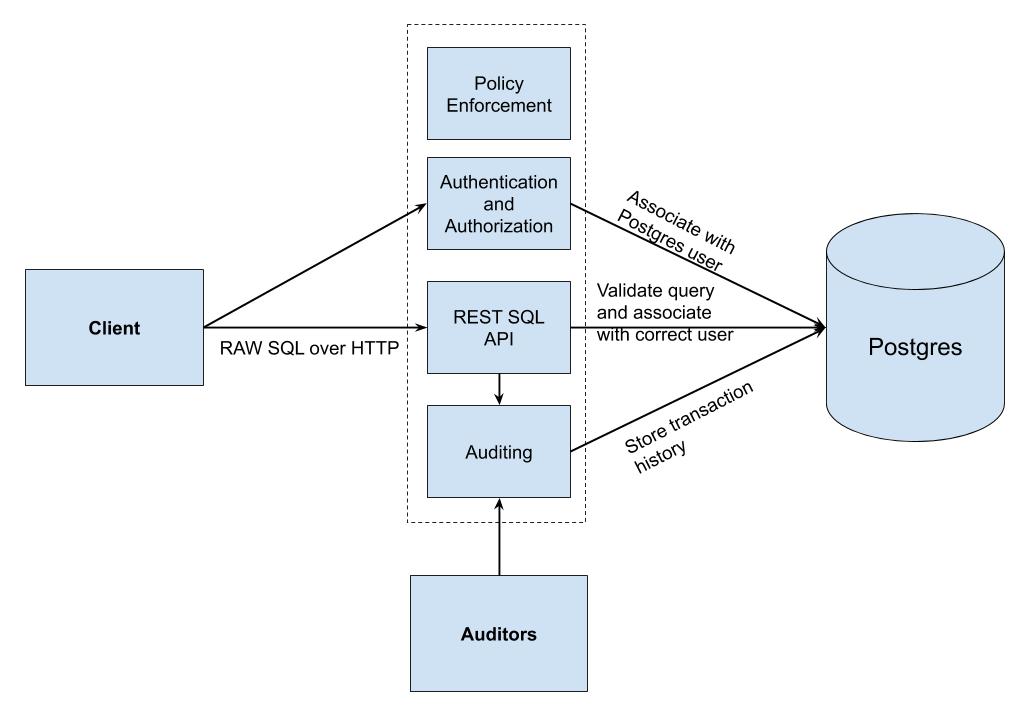 Policy
Enforcement
Authentication
and
Authorization
Associate with
Postgres user
Client
RAW SQL over HTTP
REST SQL
API
Validate query
and associate
with correct user
Postgres
Auditing
Store transaction
history
Auditors